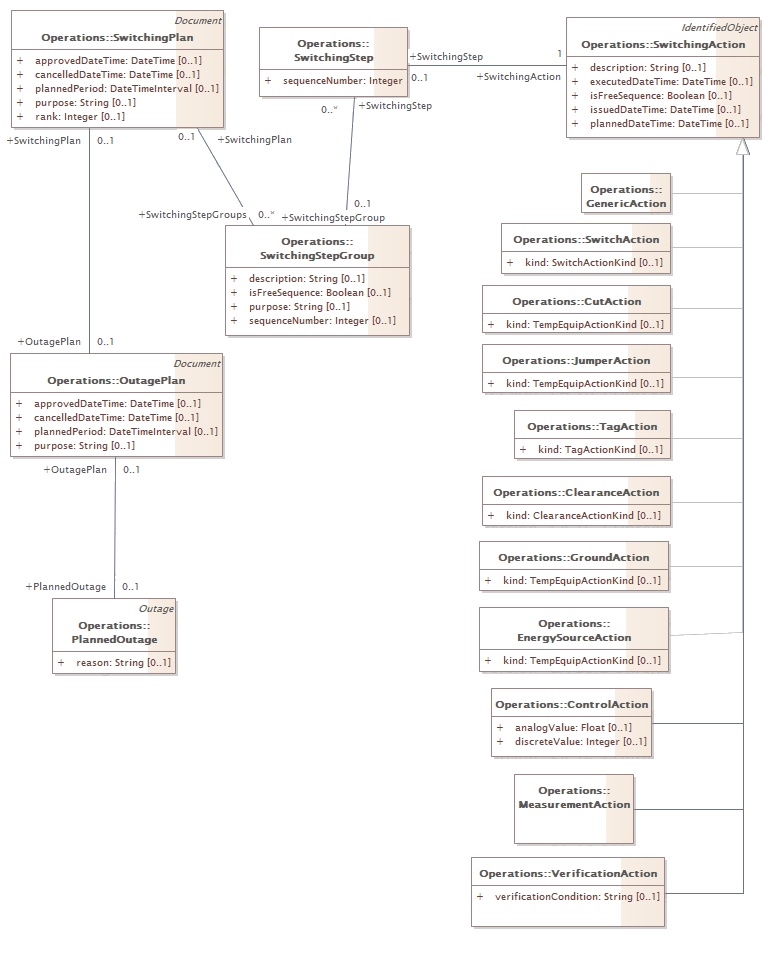 Document
Operations::SwitchingPlan
+ approvedDateTime: DateTime [0..1]
+ cancelledDateTime: DateTime [0..1]
+ plannedPeriod: DateTimeInterval [0..1]
+ purpose: String [0..1]
+ rank: Integer [0..1]
Operations::
SwitchingStep
+ sequenceNumber: Integer
+SwitchingStep
0..1
1
+SwitchingAction
IdentifiedObject
Operations::SwitchingAction
+ description: String [0..1]
+ executedDateTime: DateTime [0..1]
+ isFreeSequence: Boolean [0..1]
+ issuedDateTime: DateTime [0..1]
+ plannedDateTime: DateTime [0..1]
+SwitchingPlan
0..1
0..1
+SwitchingPlan
0..*
+SwitchingStep
+SwitchingStepGroups
0..*
0..1
+SwitchingStepGroup
Operations::
SwitchingStepGroup
+ description: String [0..1]
+ isFreeSequence: Boolean [0..1]
+ purpose: String [0..1]
+ sequenceNumber: Integer [0..1]
+OutagePlan
0..1
Document
Operations::OutagePlan
+ approvedDateTime: DateTime [0..1]
+ cancelledDateTime: DateTime [0..1]
+ plannedPeriod: DateTimeInterval [0..1]
+ purpose: String [0..1]
+OutagePlan
0..1
+PlannedOutage
0..1
Outage
Operations::
PlannedOutage
+ reason: String [0..1]
Operations::
GenericAction
Operations::SwitchAction
+ kind: SwitchActionKind [0..1]
Operations::CutAction
+ kind: TempEquipActionKind [0..1]
Operations::JumperAction
+ kind: TempEquipActionKind [0..1]
Operations::TagAction
+ kind: TagActionKind [0..1]
Operations::ClearanceAction
+ kind: ClearanceActionKind [0..1]
Operations::GroundAction
+ kind: TempEquipActionKind [0..1]
Operations::
EnergySourceAction
+ kind: TempEquipActionKind [0..1]
Operations::ControlAction
+ analogValue: Float [0..1]
+ discreteValue: Integer [0..1]
Operations::
MeasurementAction
Operations::VerificationAction
+ verificationCondition: String [0..1]